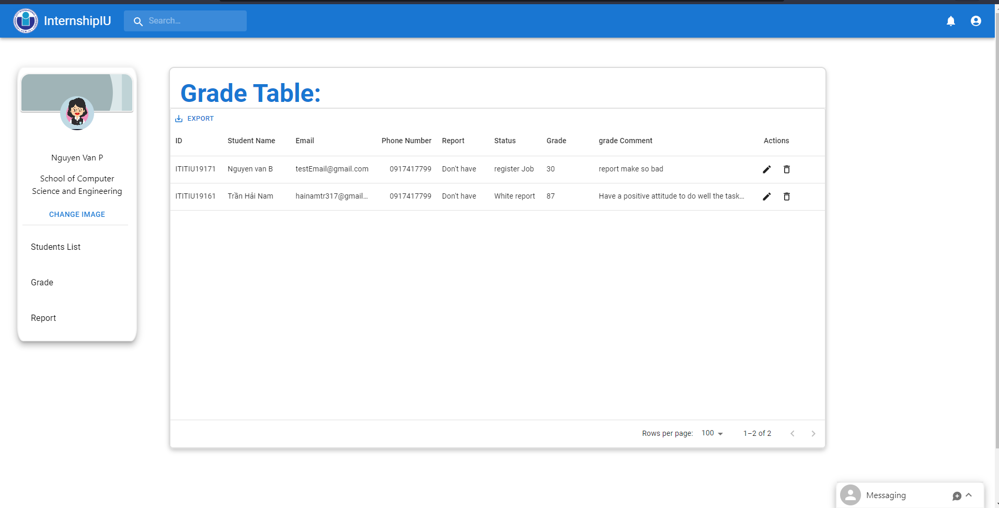 InternshipIU
Search...
Nguyen Van P
School of Computer
Science and Engineering
CHANGE IMAGE
Students List
Grade
Report
Grade Table:
EXPORT
ID Student Name Email Phone Number Report Status Grade grade Comment Actions
ITITIU19171 Nguyen van B testEmail@gmail.com 0917417799 Don't have register Job 30 report make so bad
ITITIU19161 Trần Hải Nam hainamtr317@gmail... 0917417799 Don't have White report 87 Have a positive attitude to do well the task...
Rows per page: 100 1–2 of 2
Messaging